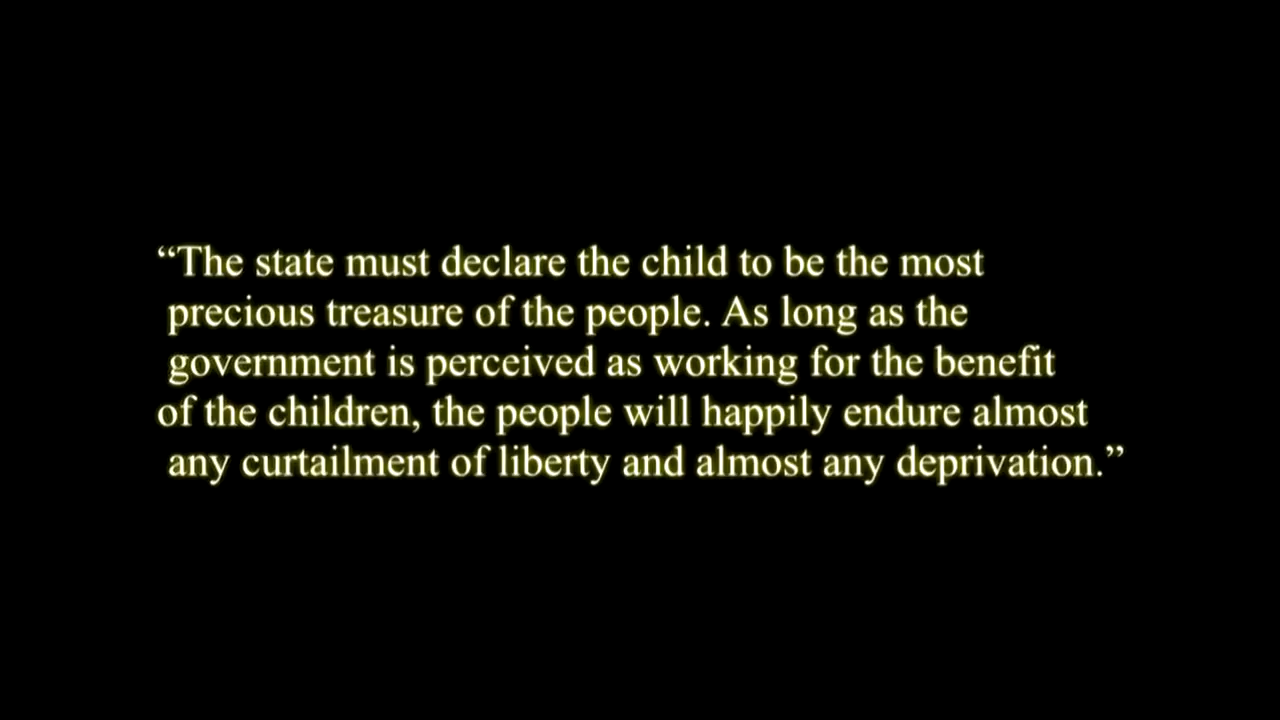 “The state must declare the child to be the most
precious treasure of the people. As long as the
government is perceived as working for the benefit
of the children, the people will happily endure almost
any curtailment of liberty and almost any deprivation.”